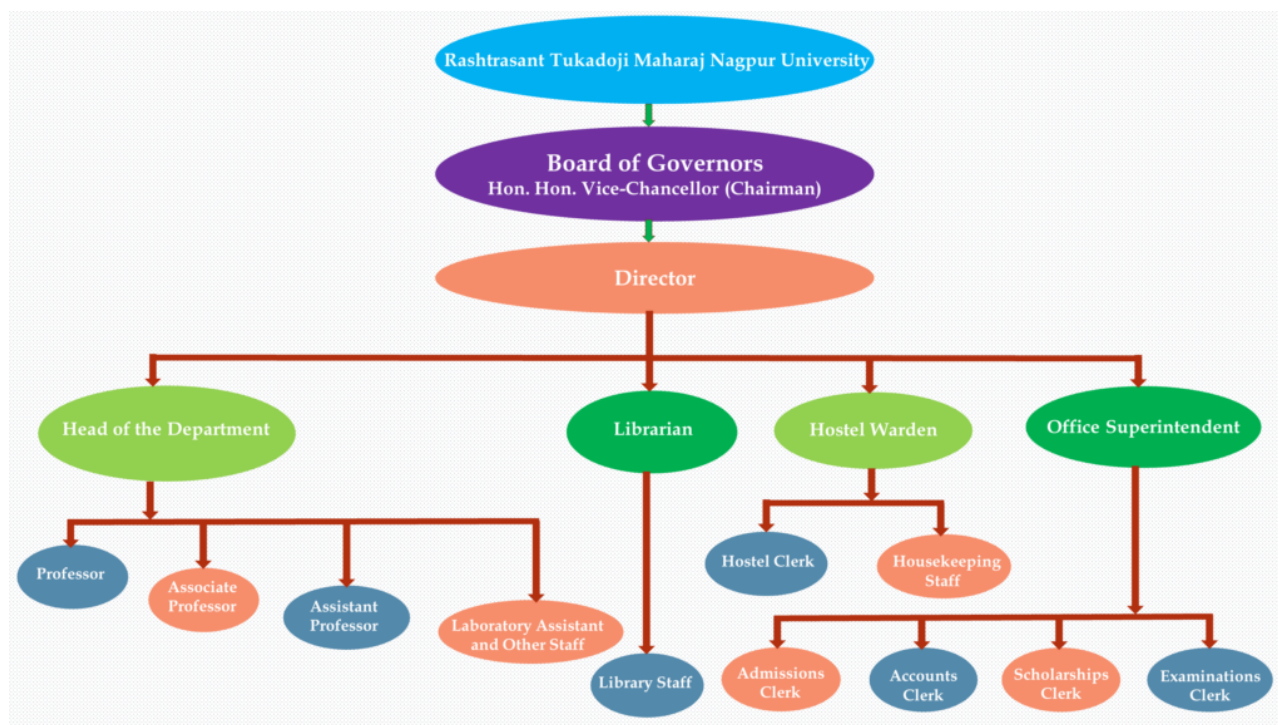 Rashtrasant Tukadoji Maharaj Nagpur University
Board of Governors
Hon. Hon. Vice-Chancellor (Chairman)
Director
Head of the Department
Librarian
Hostel Warden
Office Superintendent
Professor
Associate
Professor
Assistant
Professor
Laboratory Assistant
and Other Staff
Library Staff
Hostel Clerk
Housekeeping
Staff
Admissions
Clerk
Accounts
Clerk
Scholarships
Clerk
Examinations
Clerk